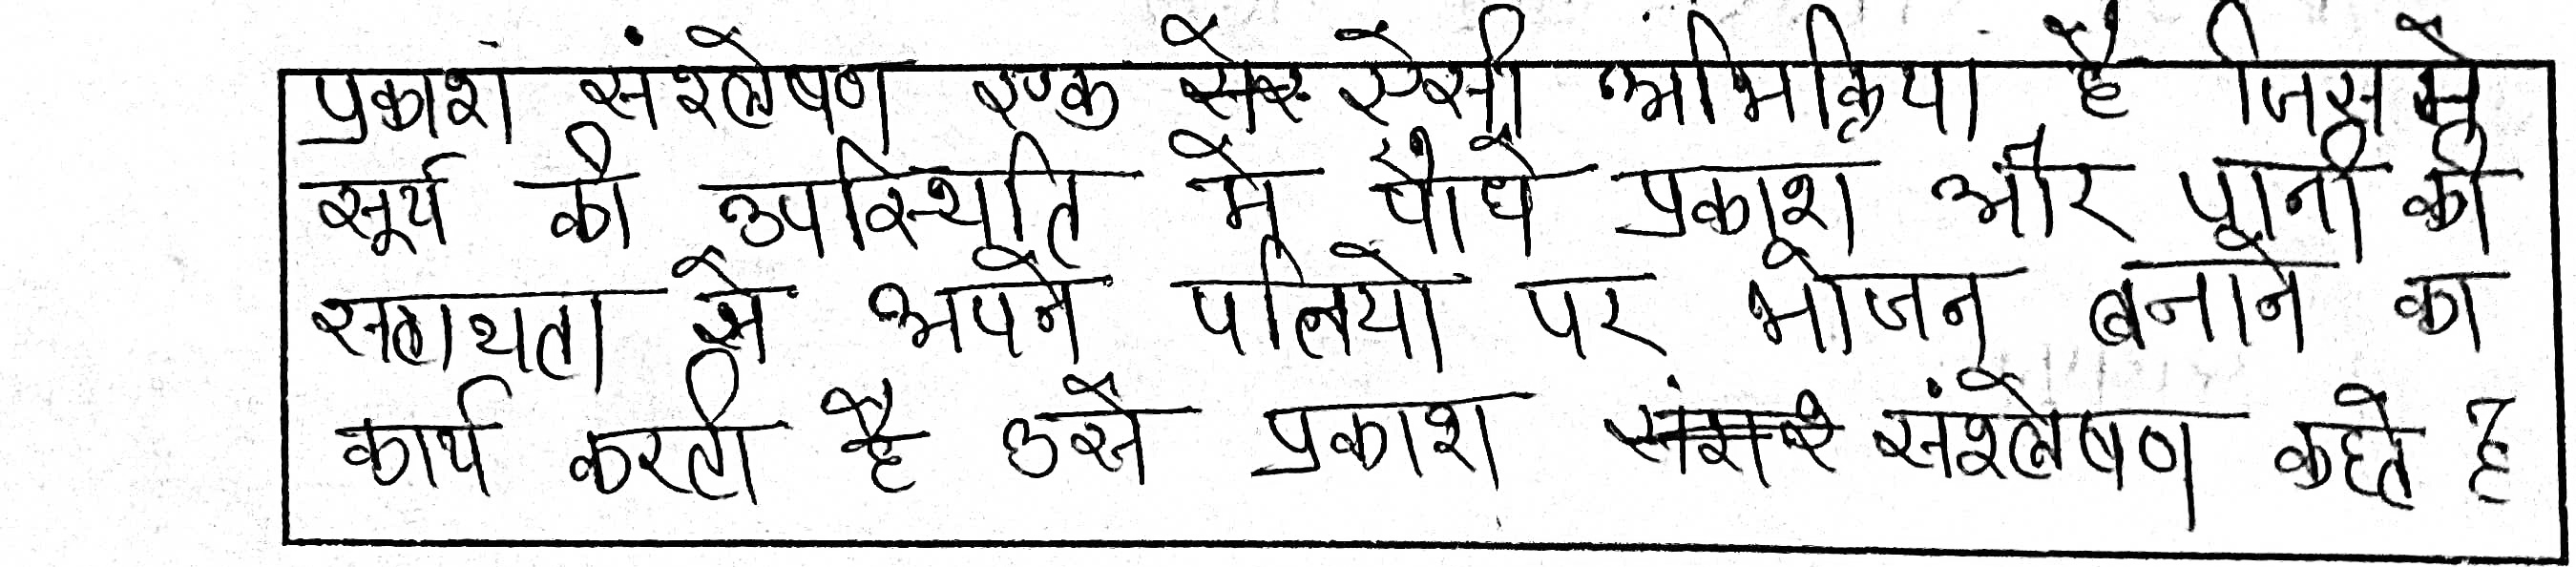 प्रकाश संश्लेषण एक ऐसी अभिक्रिया है जिसमे
सूर्य की उपस्थिति मे पौधे प्रकाश और पानी की
सहायता से अपने पत्तियो पर भोजन बनाने का
कार्य करती है उसे प्रकाश संश्लेषण कहते है